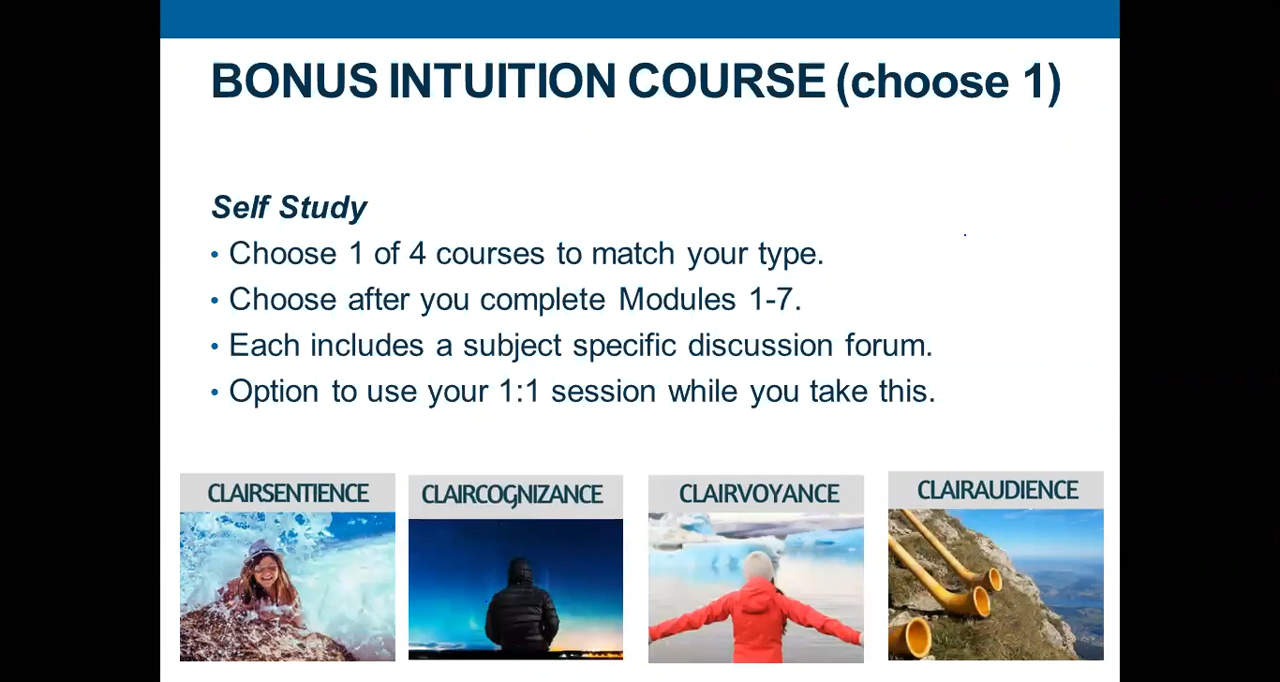 BONUS INTUITION COURSE (choose 1)
Self Study
• Choose 1 of 4 courses to match your type.
• Choose after you complete Modules 1-7.
• Each includes a subject specific discussion forum.
• Option to use your 1:1 session while you take this.
CLAIRSENTIENCE
CLAIRCOGNIZANCE
CLAIRVOYANCE
CLAIRAUDIENCE